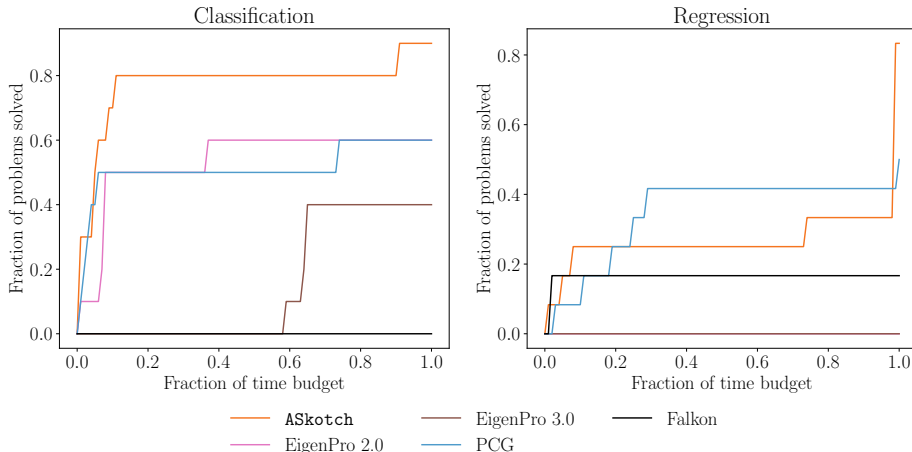 Classification
Regression
Fraction of problems solved
0.8
0.6
0.4
0.2
0.0
0.0 0.2 0.4 0.6 0.8 1.0
Fraction of time budget
Fraction of problems solved
0.8
0.6
0.4
0.2
0.0
0.0 0.2 0.4 0.6 0.8 1.0
Fraction of time budget
ASkotch
EigenPro 2.0
EigenPro 3.0
PCG
Falkon